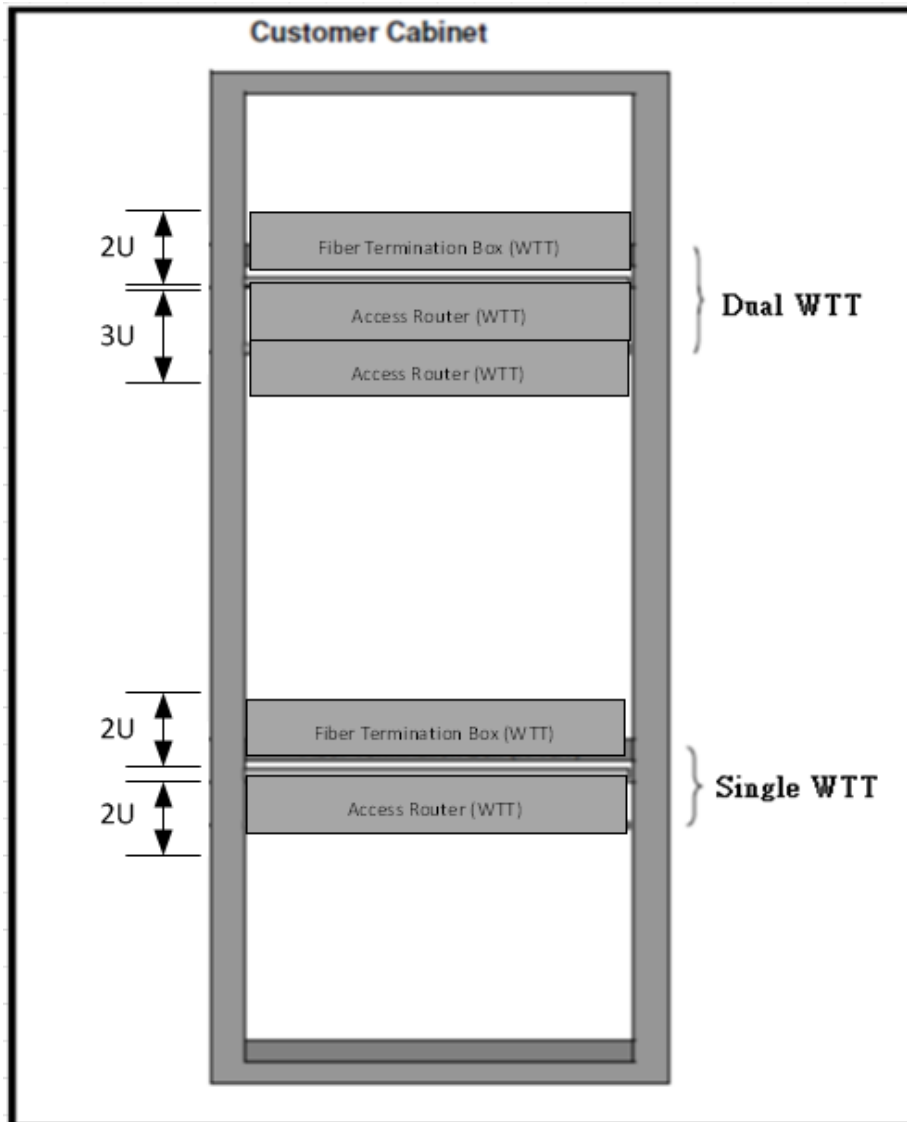 Customer Cabinet
2U
Fiber Termination Box (WTT)
3U
Access Router (WTT)
Access Router (WTT)
Dual WTT
2U
Fiber Termination Box (WTT)
2U
Access Router (WTT)
Single WTT